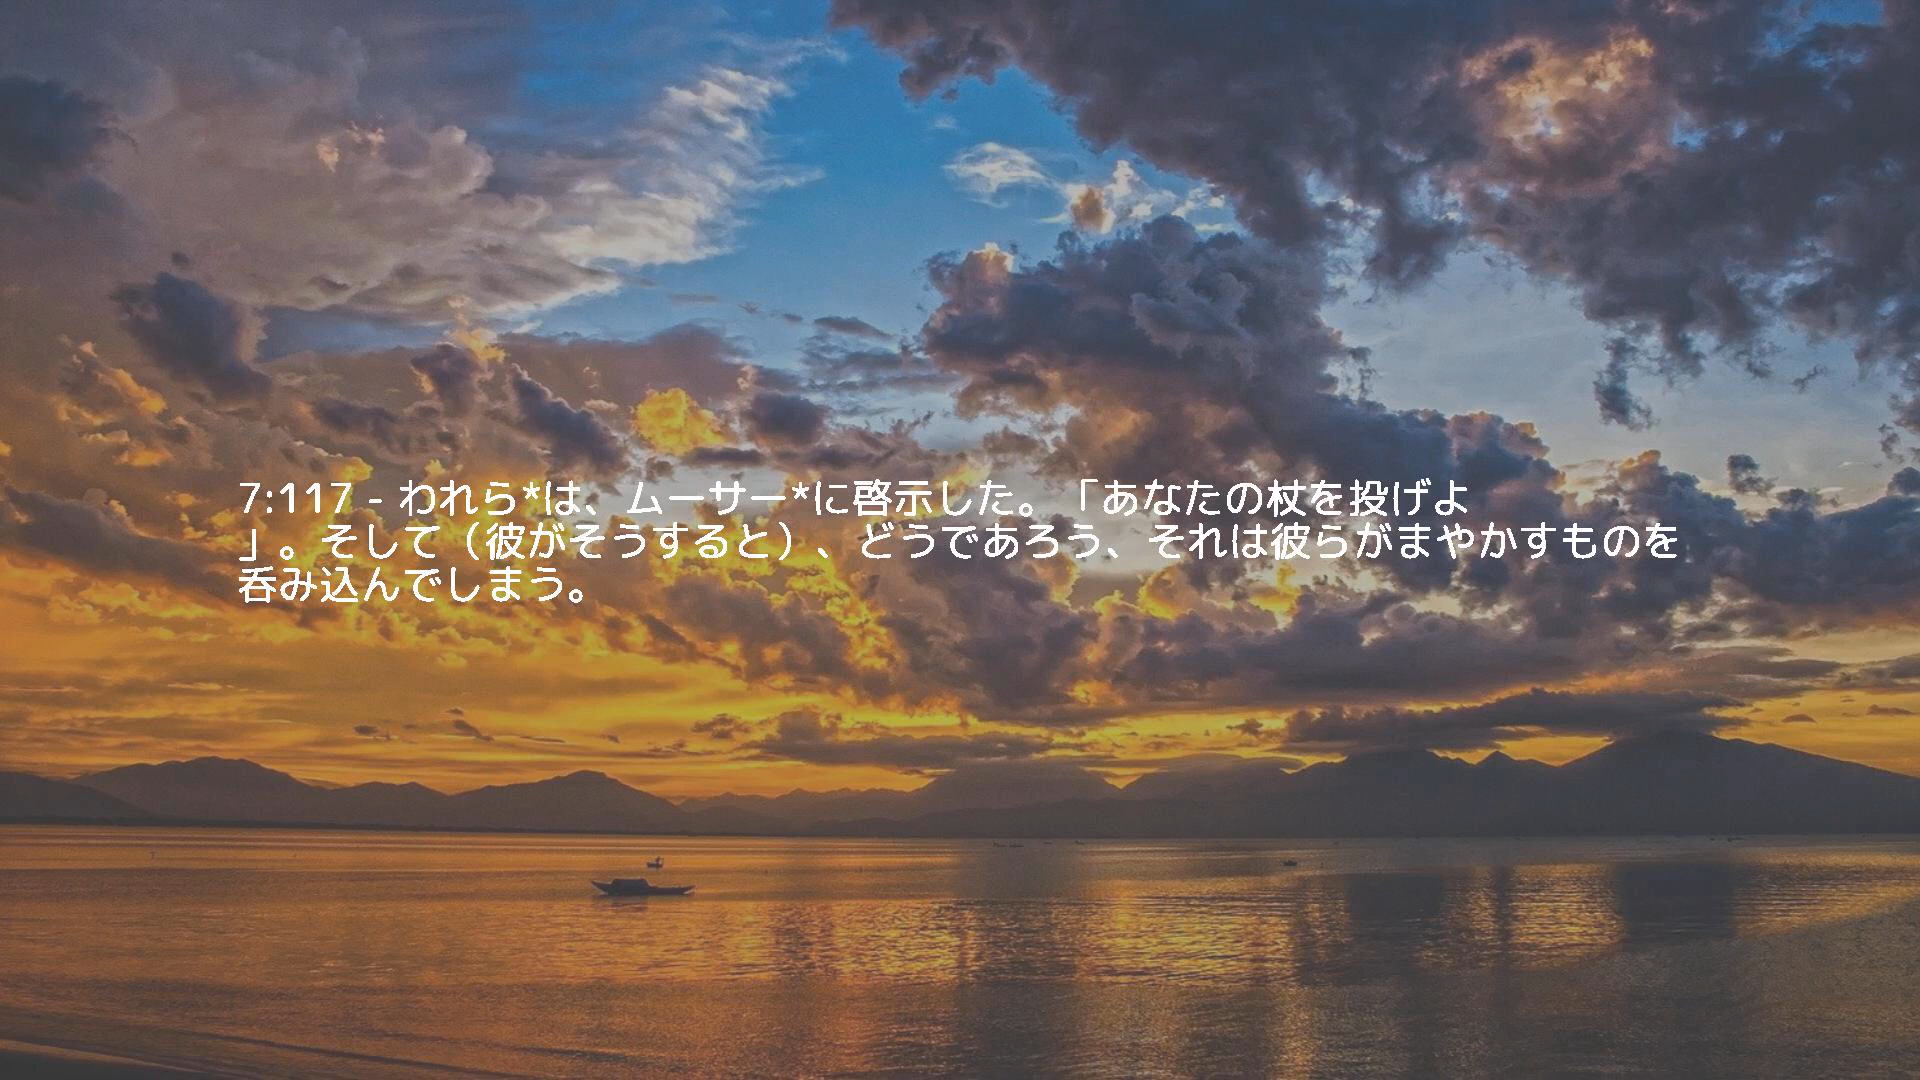 7:117 - われら*は、ムーサー*に啓示した。「あなたの杖を投げよ
」。そして（彼がそうすると）、どうであろう、それは彼らがまやかすものを
呑み込んでしまう。